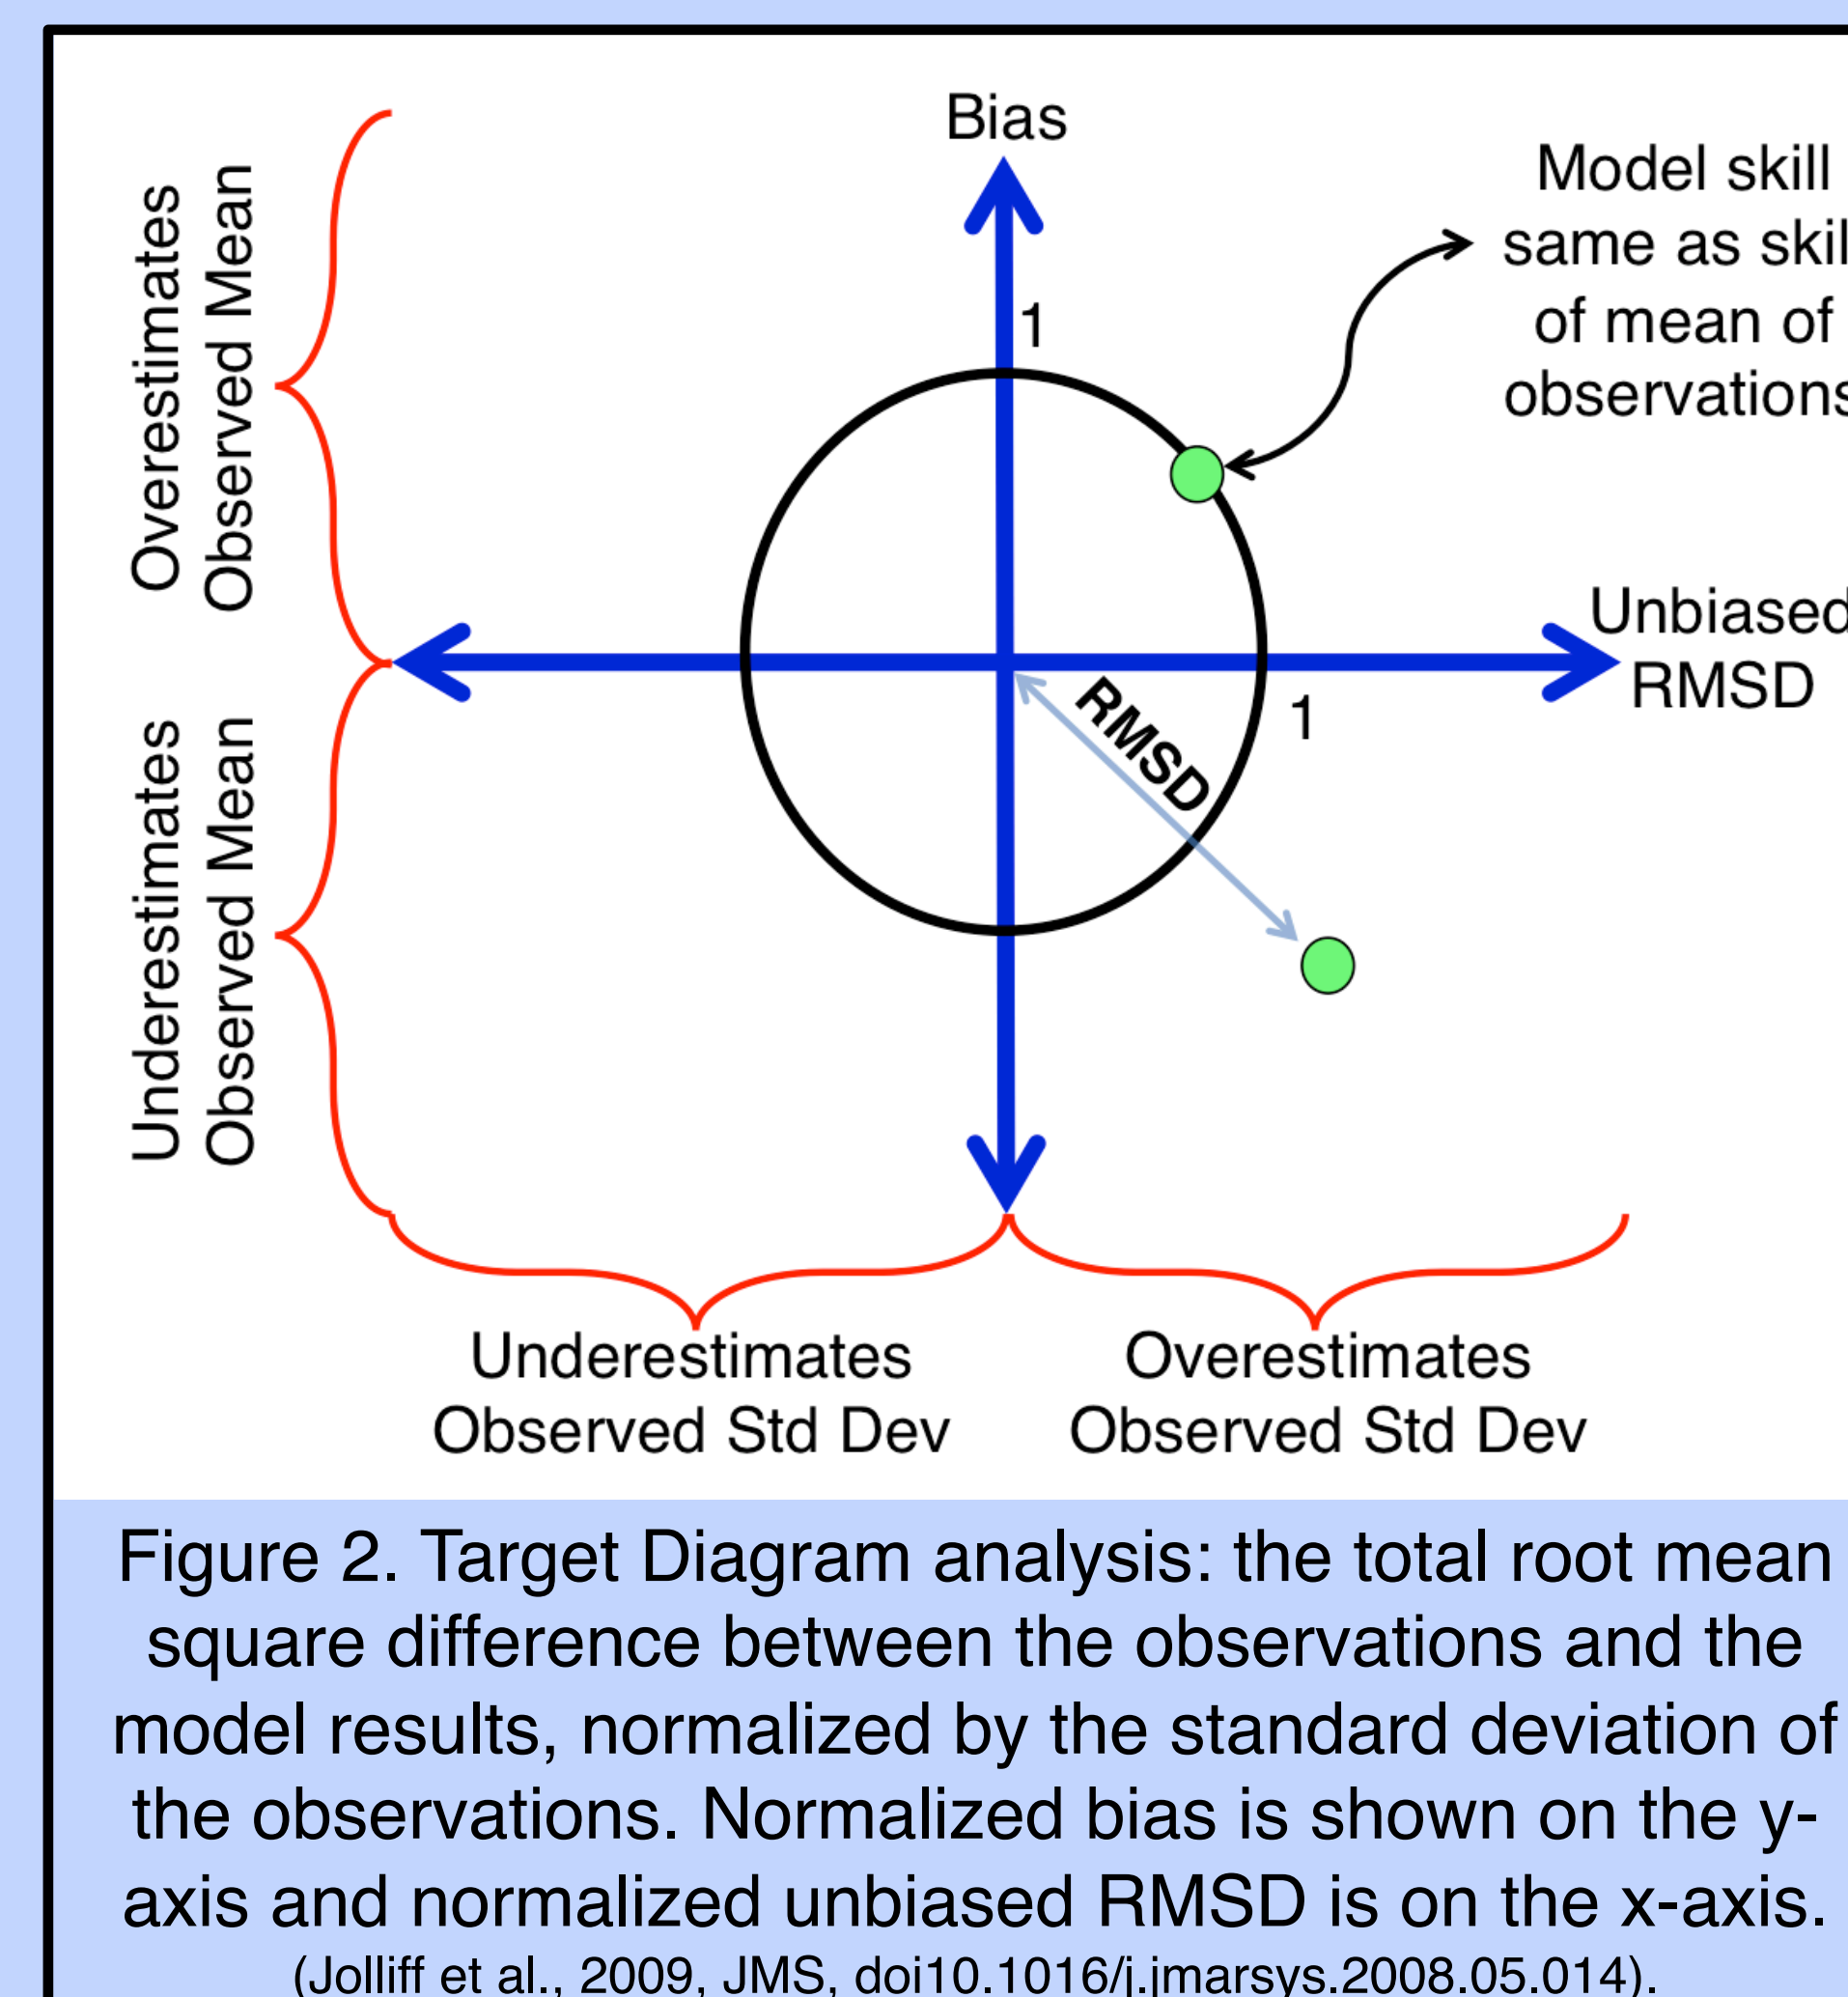 Bias
Model skill
same as skil
of mean of
observations
Overestimates
Observed Mean
1
Unbiased
RMSD
RMSD
1
Underestimates
Observed Mean
Underestimates
Observed Std Dev
Overestimates
Observed Std Dev
Figure 2. Target Diagram analysis: the total root mean
square difference between the observations and the
model results, normalized by the standard deviation of
the observations. Normalized bias is shown on the y-
axis and normalized unbiased RMSD is on the x-axis.
(Jolliff et al., 2009, JMS, doi10.1016/j.jmarsys.2008.05.014).